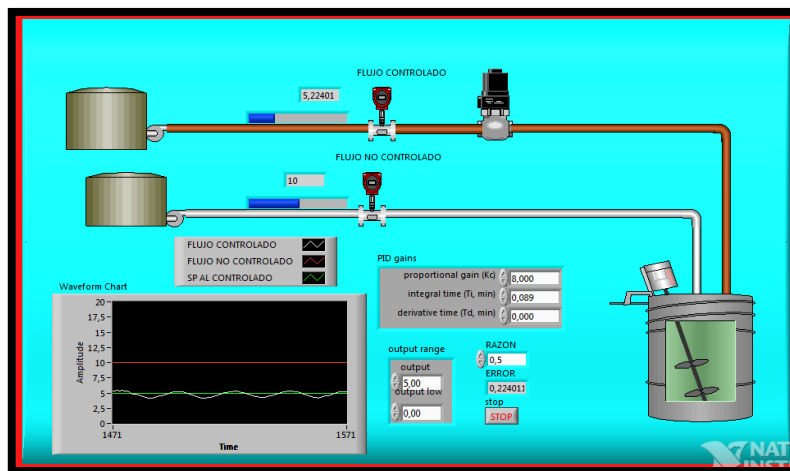 FLUJO CONTROLADO
5,22401
FLUJO NO CONTROLADO
10
FLUJO CONTROLADO
FLUJO NO CONTROLADO
SP AL CONTROLADO
PID gains
proportional gain (Kc)
8,000
integral time (Ti, min)
0,089
derivative time (Td, min)
0,000
Waveform Chart
Amplitude
20
17,5
15
12,5
10
7,5
5
2,5
0
1471
1571
Time
output range
output
5,00
output low
0,00
RAZON
0,5
ERROR
0,224011
stop
STOP
NAT
INST